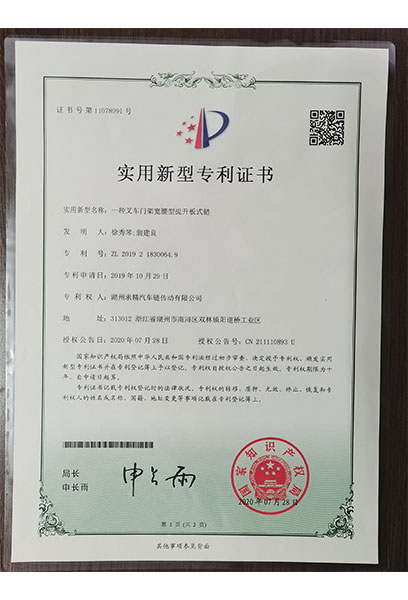 证书号第11078091号
实用新型专利证书
实用新型名称：一种叉车门架宽腰型提升板式链
发 明 人：徐秀琴;翁建良
专 利 号：ZL 2019 2 1830064.9
专利申请日：2019年10月29日
专 利 权 人：湖州求精汽车链传动有限公司
地 址：313012 浙江省湖州市南浔区双林镇阳道桥工业区
授权公告日：2020年07月28日 授权公告号：CN 211110893 U
国家知识产权局依照中华人民共和国专利法经过初步审查，决定授予专利权，颁发实用
新型专利证书并在专利登记簿上予以登记。专利权自授权公告之日起生效。专利权期限为十
年，自申请日起算。
专利证书记载专利权登记时的法律状况。专利权的转移、质押、无效、终止、恢复和专
利权人的姓名或名称、国籍、地址变更等事项记载在专利登记簿上。
局长
申长雨
申长雨
国家知识产权局
2020年07月28日
第 1 页 (共 2 页)
其他事项参见背面